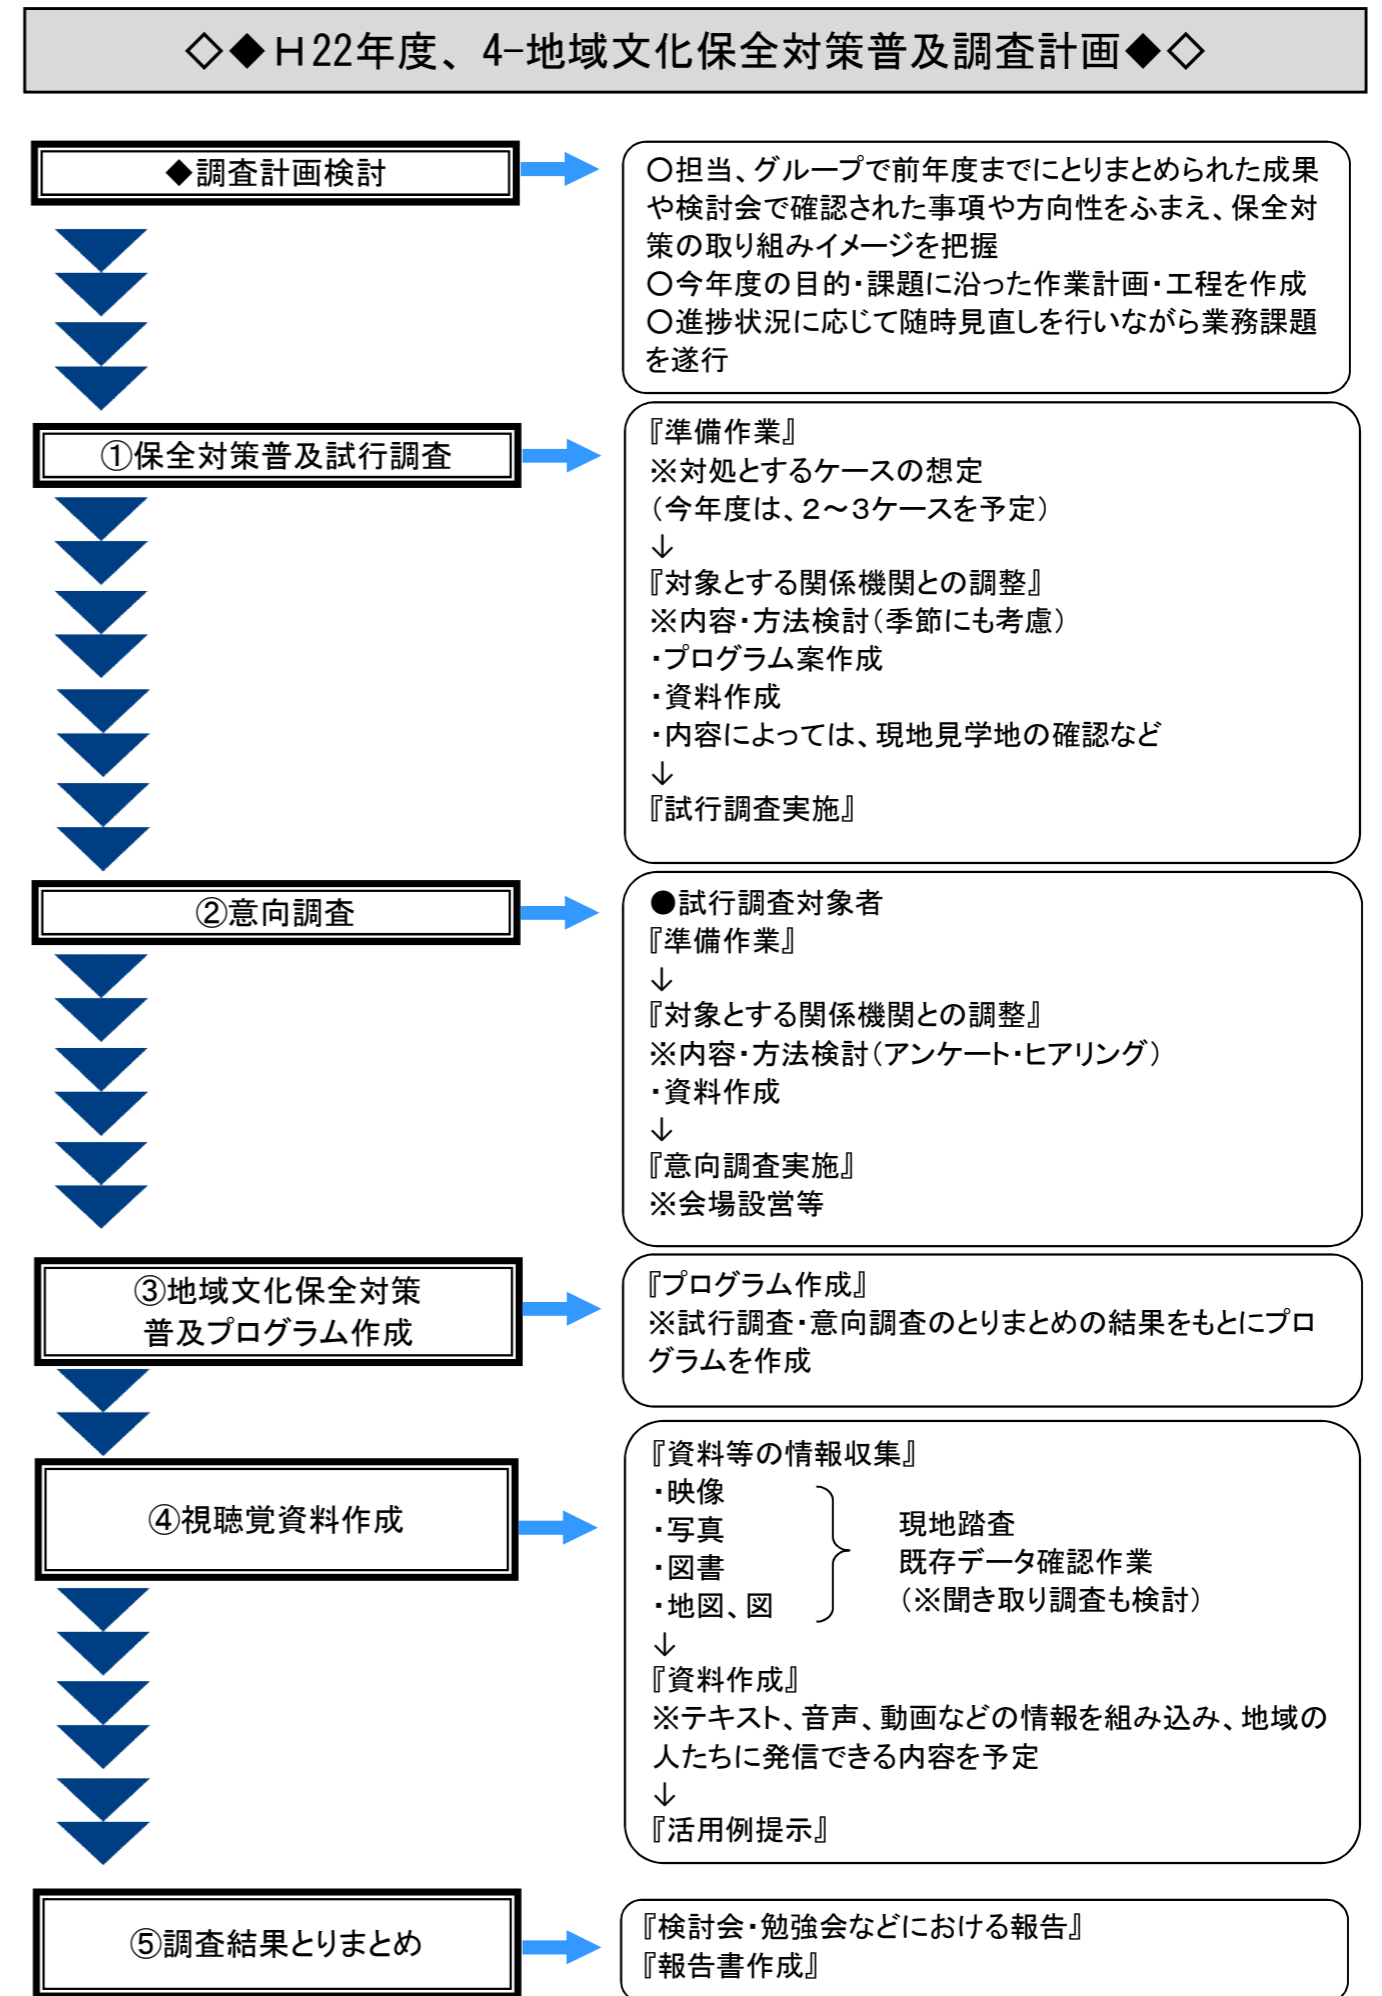 ◇◆H22年度、4-地域文化保全対策普及調査計画◆◇
◆調査計画検討
○担当、グループで前年度までにとりまとめられた成果
や検討会で確認された事項や方向性をふまえ、保全対
策の取り組みイメージを把握
○今年度の目的・課題に沿った作業計画・工程を作成
○進捗状況に応じて随時見直しを行いながら業務課題
を遂行
①保全対策普及試行調査
『準備作業』
※対処とするケースの想定
（今年度は、２～３ケースを予定）
↓
『対象とする関係機関との調整』
※内容・方法検討（季節にも考慮）
・プログラム案作成
・資料作成
・内容によっては、現地見学地の確認など
↓
『試行調査実施』
②意向調査
●試行調査対象者
『準備作業』
↓
『対象とする関係機関との調整』
※内容・方法検討（アンケート・ヒアリング）
・資料作成
↓
『意向調査実施』
※会場設営等
③地域文化保全対策
普及プログラム作成
『プログラム作成』
※試行調査・意向調査のとりまとめの結果をもとにプロ
グラムを作成
④視聴覚資料作成
『資料等の情報収集』
・映像
・写真
・図書
・地図、図
現地踏査
既存データ確認作業
（※聞き取り調査も検討）
↓
『資料作成』
※テキスト、音声、動画などの情報を組み込み、地域の
人たちに発信できる内容を予定
↓
『活用例提示』
⑤調査結果とりまとめ
『検討会・勉強会などにおける報告』
『報告書作成』